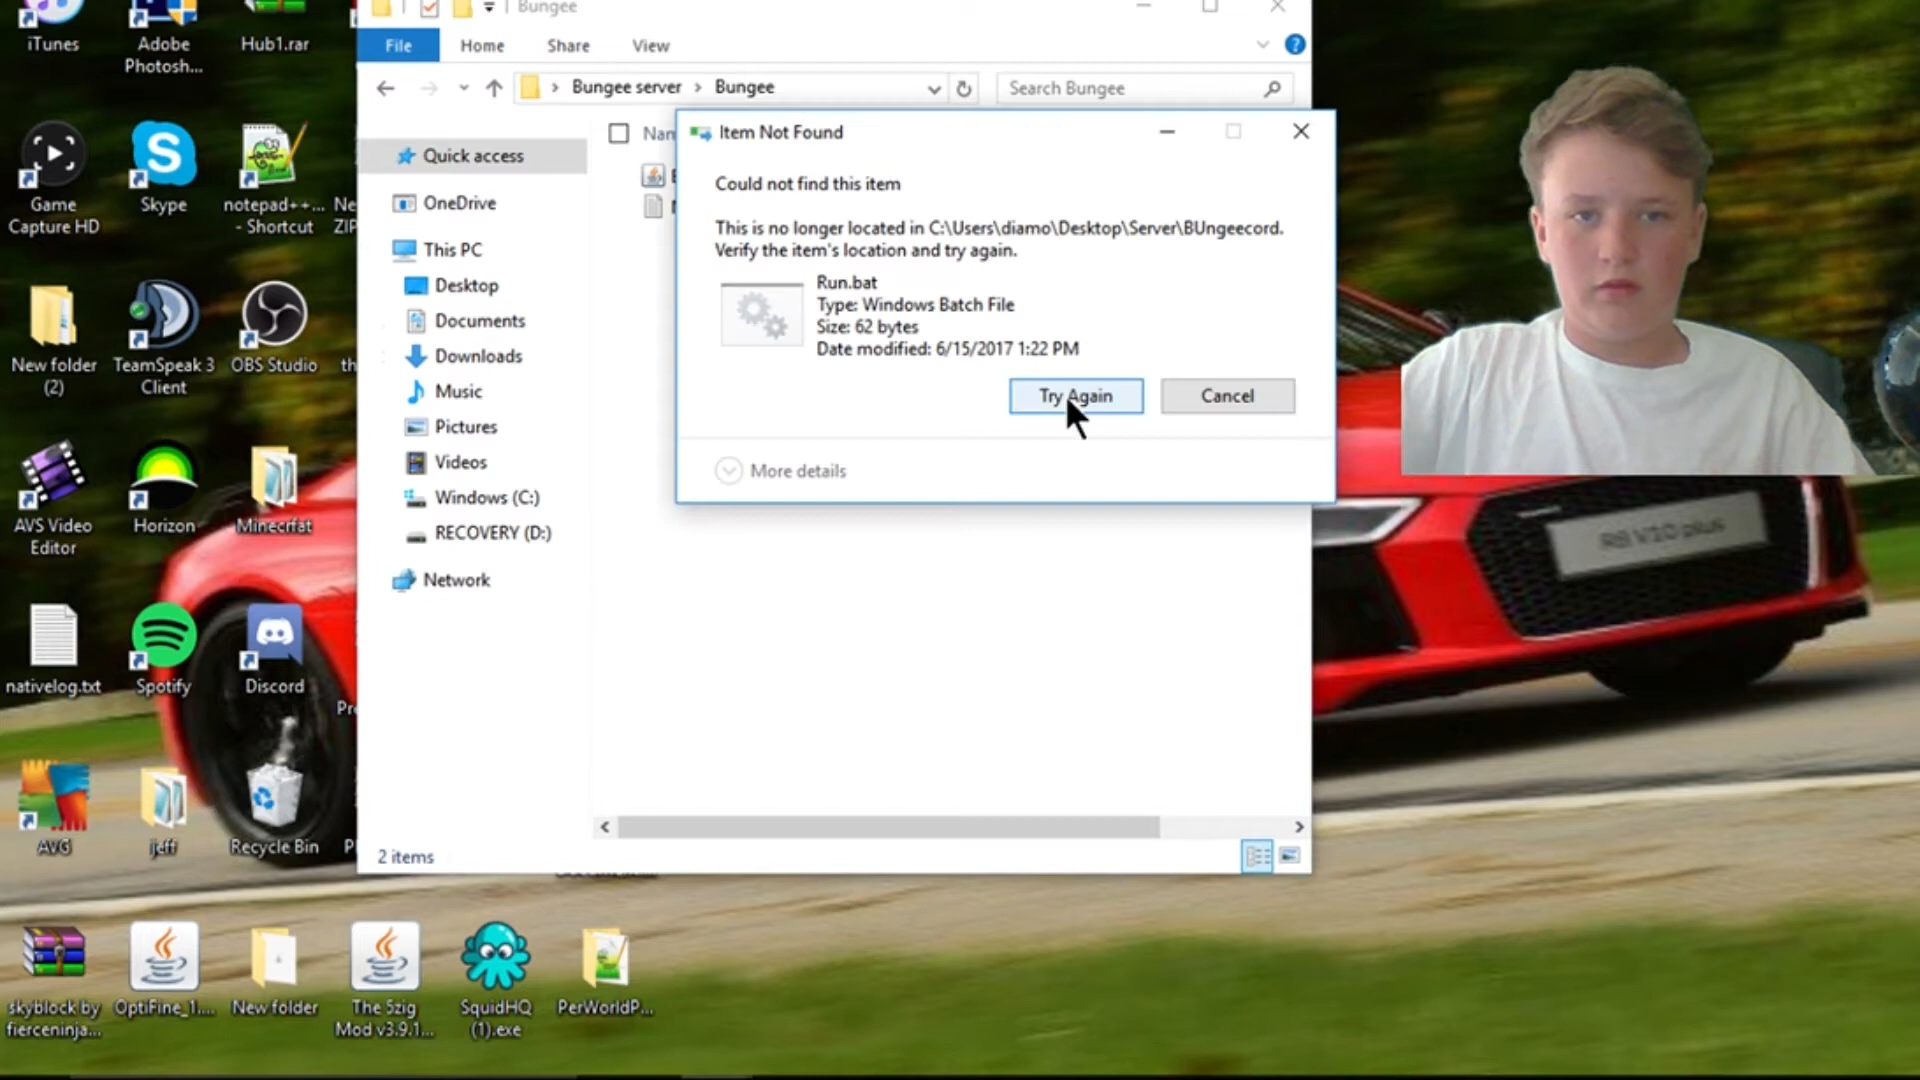 Bungee
File
Home
Share
View
Bungee server
Bungee
Search Bungee
Item Not Found
Could not find this item
This is no longer located in C:\Users\diamo\Desktop\Server\BUngeecord.
Verify the item's location and try again.
Run.bat
Type: Windows Batch File
Size: 62 bytes
Date modified: 6/15/2017 1:22 PM
Try Again
Cancel
More details
Quick access
OneDrive
This PC
Desktop
Documents
Downloads
Music
Pictures
Videos
Windows (C:)
RECOVERY (D:)
Network
2 items
iTunes
Adobe
Photosh...
Hub1.rar
Game
Capture HD
Skype
notepad++...
- Shortcut
New folder
(2)
TeamSpeak 3
Client
OBS Studio
AVS Video
Editor
Horizon
Minecrfat
nativelog.txt
Spotify
Discord
AVG
jeff
Recycle Bin
skyblock by
fierceninja...
OptiFine_1....
New folder
The 5zig
Mod v3.9.1...
SquidHQ
(1).exe
PerWorldP...
R8 V10 plus